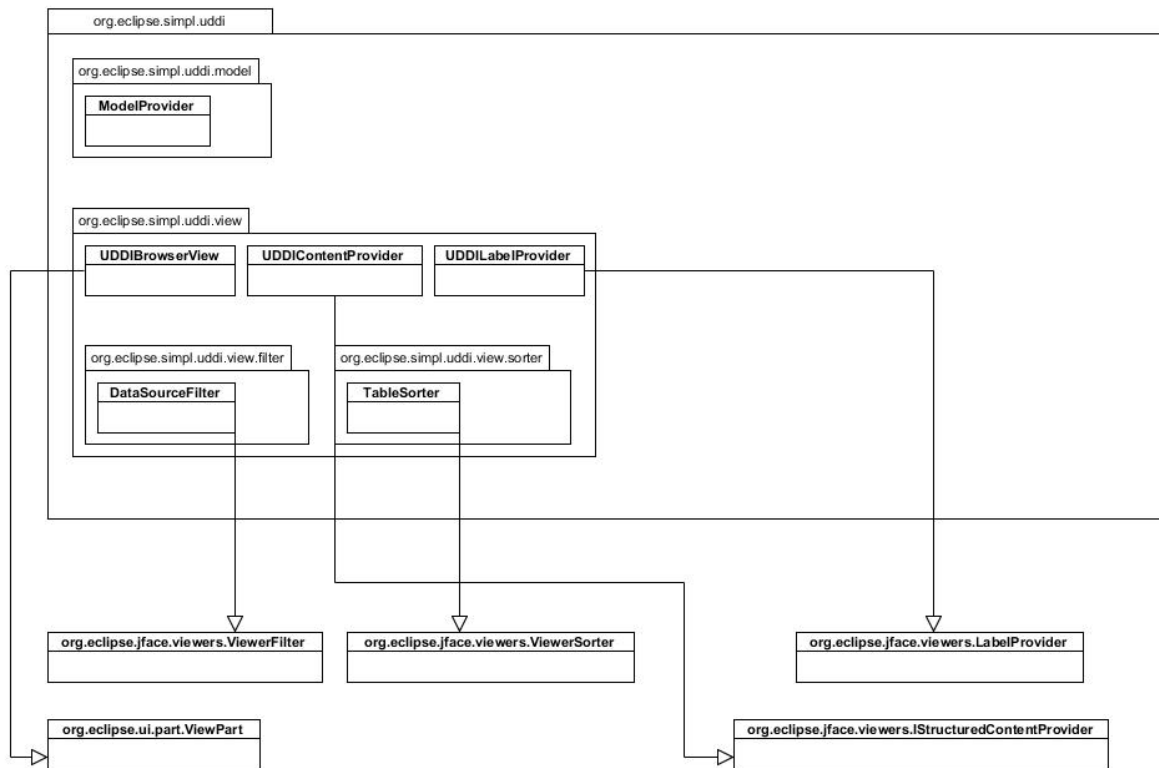 org.eclipse.simpl.uddi
org.eclipse.simpl.uddi.model
ModelProvider
org.eclipse.simpl.uddi.view
UDDIBrowserView
UDDIContentProvider
UDDILabelProvider
org.eclipse.simpl.uddi.view.filter
org.eclipse.simpl.uddi.view.sorter
DataSourceFilter
TableSorter
org.eclipse.jface.viewers.ViewerFilter
org.eclipse.jface.viewers.ViewerSorter
org.eclipse.jface.viewers.LabelProvider
org.eclipse.ui.part.ViewPart
org.eclipse.jface.viewers.IStructuredContentProvider